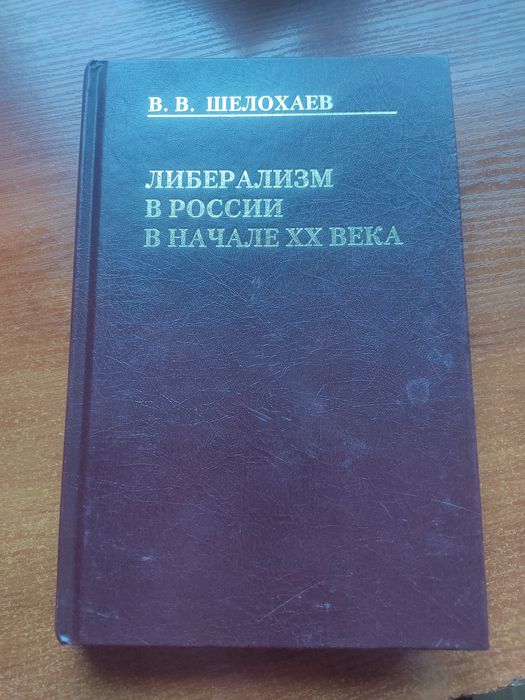 В. В. ШЕЛОХАЕВ
ЛИБЕРАЛИЗМ
В РОССИИ
В НАЧАЛЕ XX ВЕКА